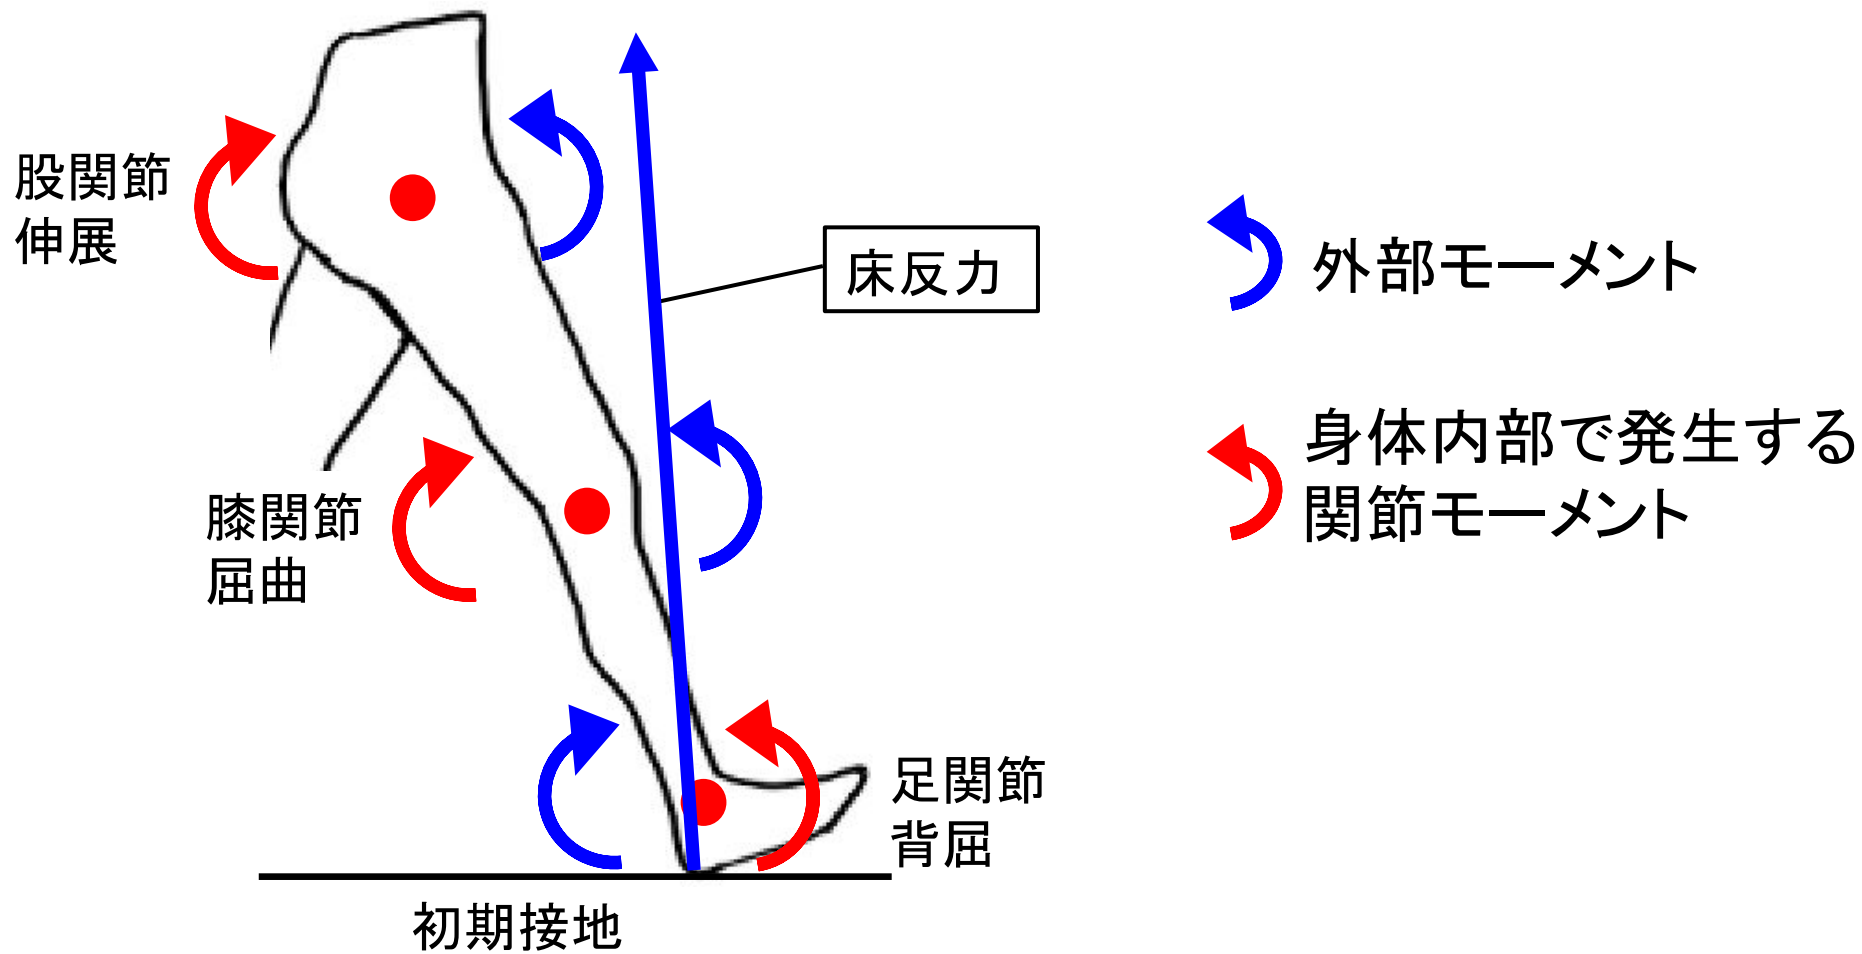 股関節
伸展
床反力
外部モーメント
身体内部で発生する
関節モーメント
膝関節
屈曲
足関節
背屈
初期接地